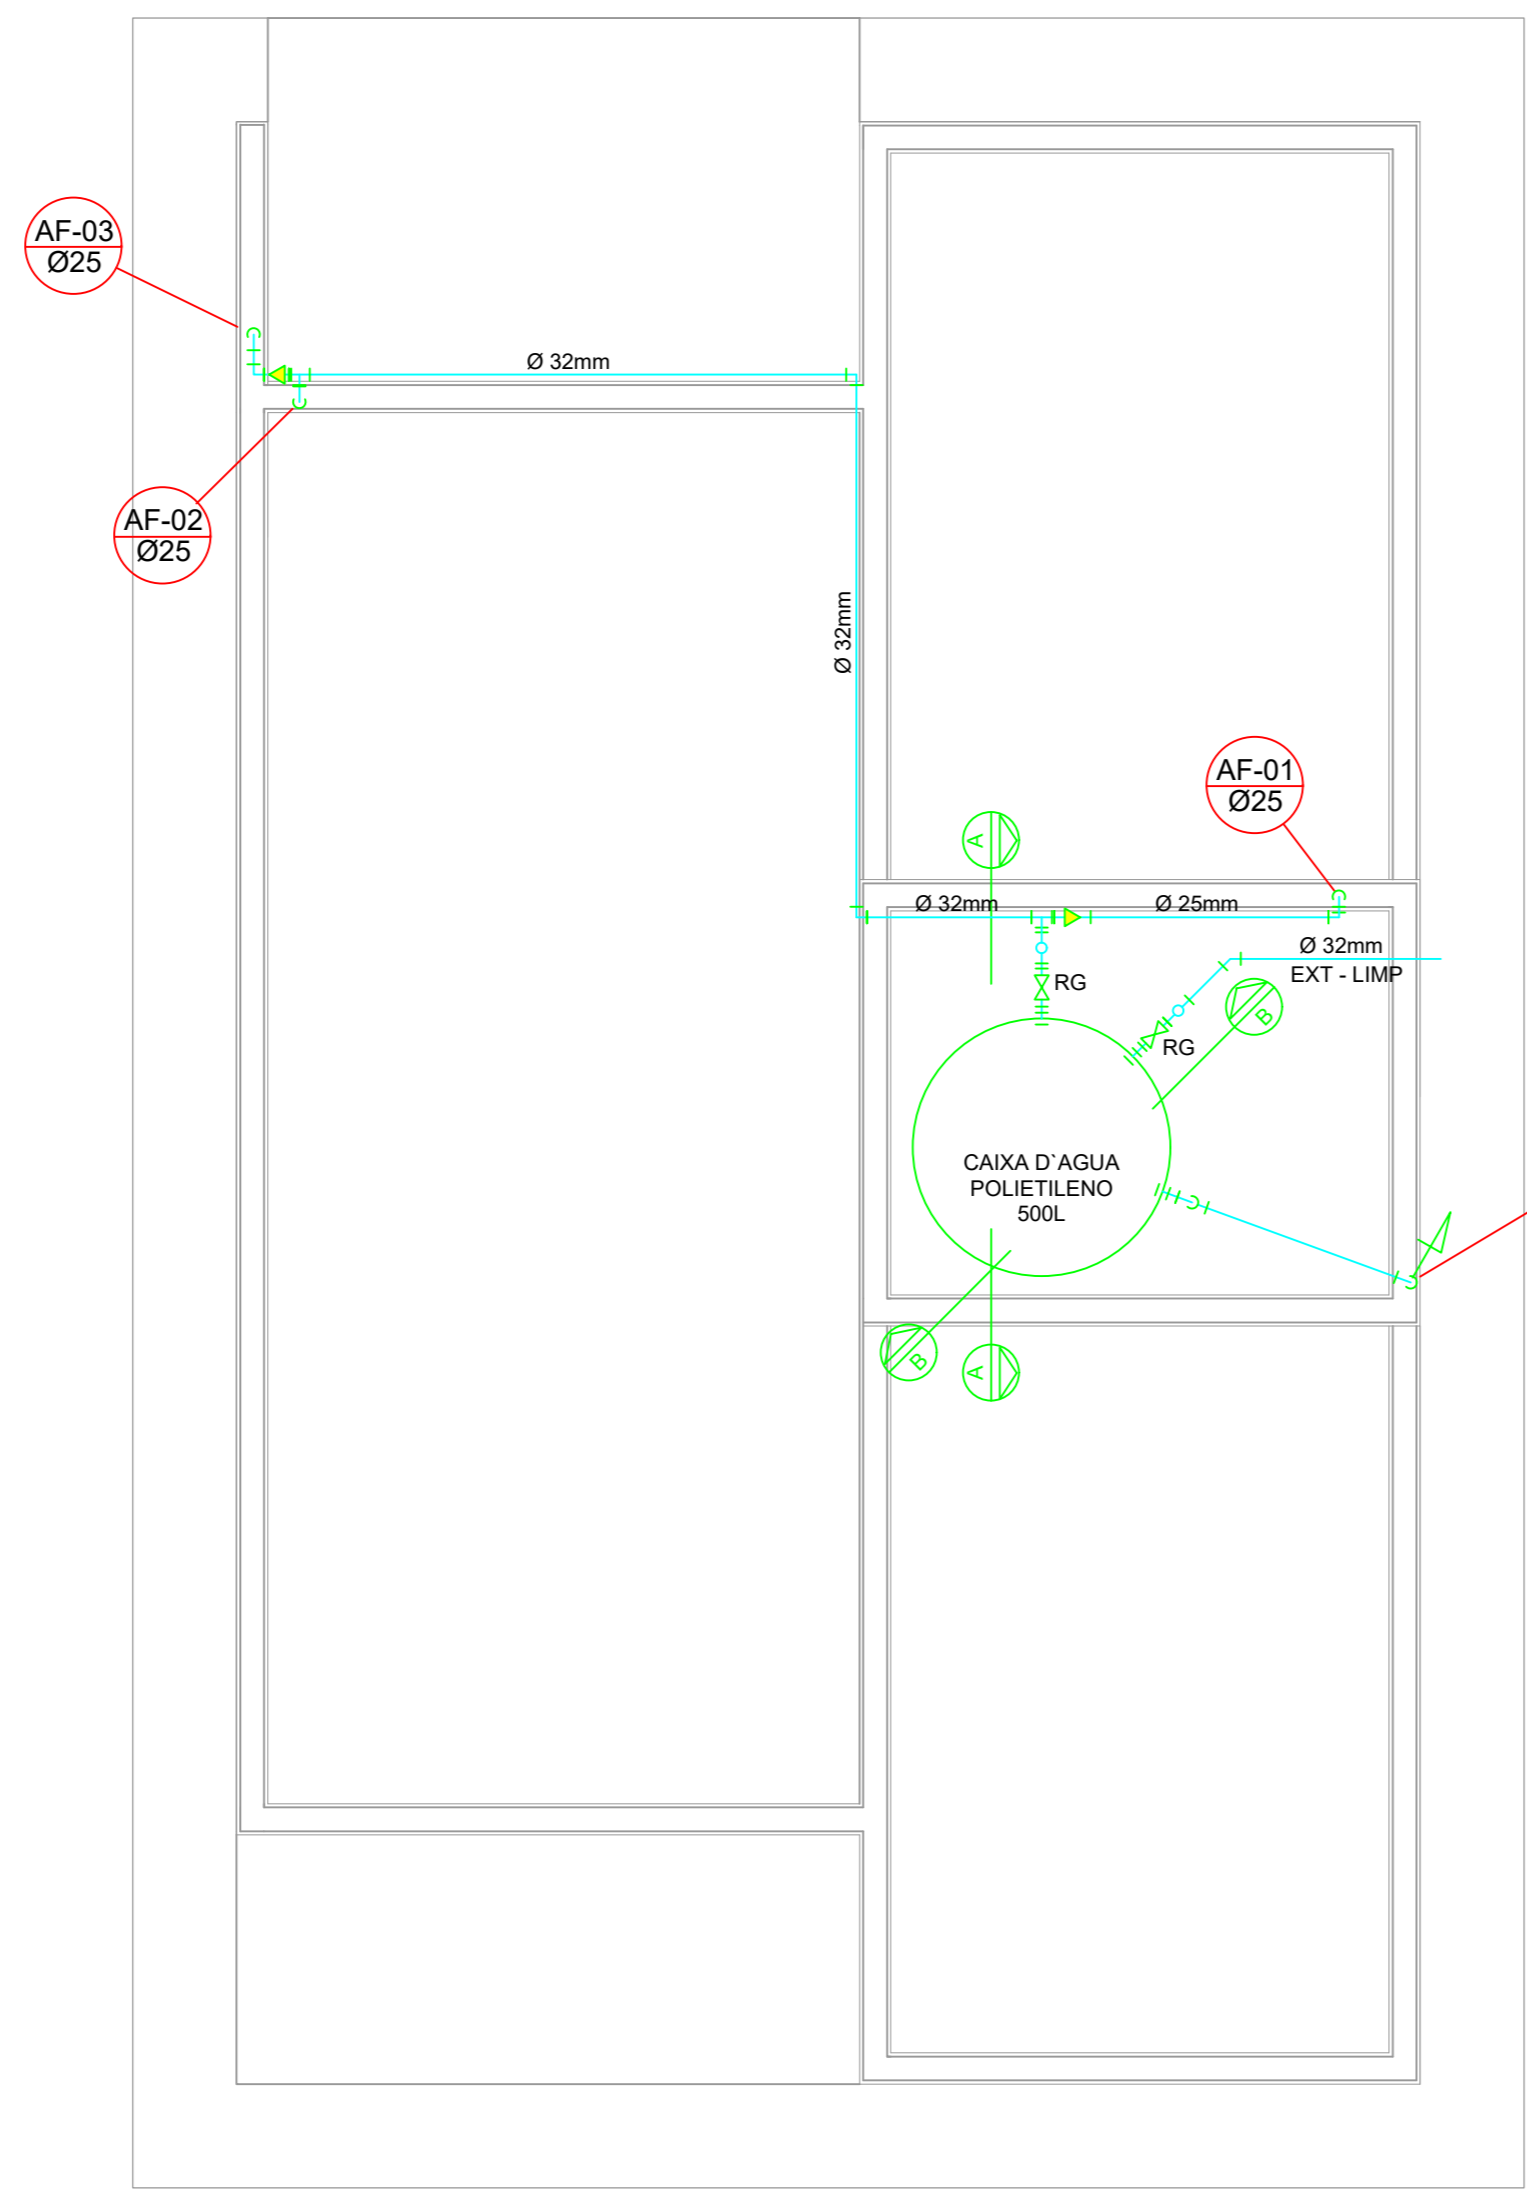 AF-03
Ø25
Ø 32mm
AF-02
Ø25
Ø 32mm
AF-01
Ø25
A
Ø 32mm
Ø 25mm
Ø 32mm
EXT - LIMP
RG
B
RG
CAIXA D`AGUA
POLIETILENO
500L
B
A